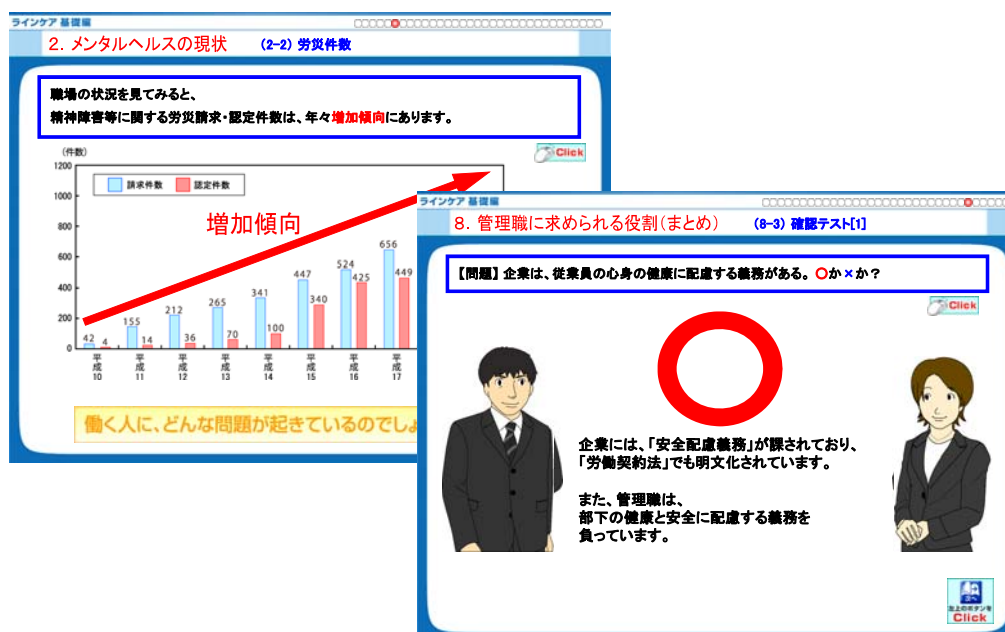 ラインケア 基礎編
2. メンタルヘルスの現状 (2-2) 労災件数
職場の状況を見てみると、
精神障害等に関する労災請求・認定件数は、年々増加傾向にあります。
Click
(件数)
請求件数 認定件数
増加傾向
1200
1000
800
600
400
200
0
42 4
155 14
212 36
265 70
341 100
447 340
524 425
656 449
平成10
平成11
平成12
平成13
平成14
平成15
平成16
平成17
働く人に、どんな問題が起きているのでしょ
ラインケア 基礎編
8. 管理職に求められる役割(まとめ) (8-3) 確認テスト[1]
【問題】企業は、従業員の心身の健康に配慮する義務がある。○か×か？
Click
企業には、「安全配慮義務」が課されており、
「労働契約法」でも明文化されています。
また、管理職は、
部下の健康と安全に配慮する義務を
負っています。
次へ
左上のボタンを
Click